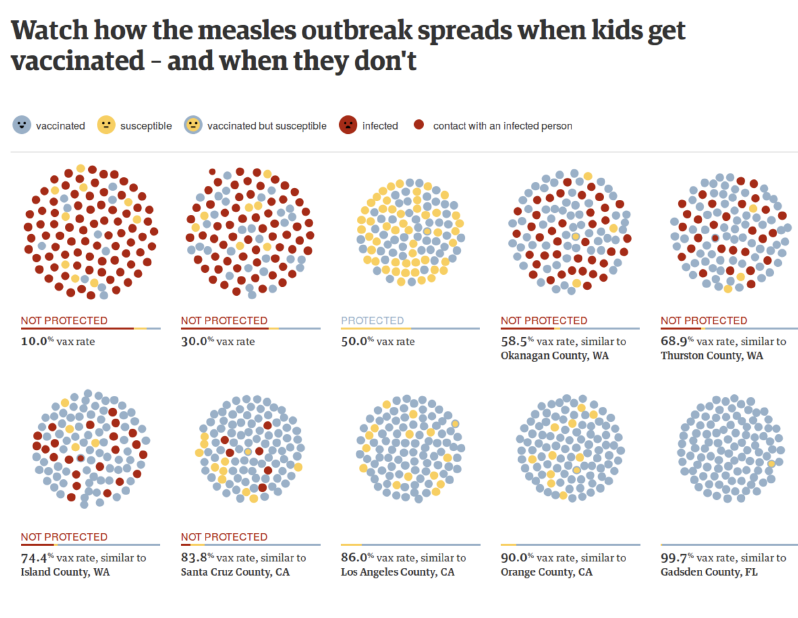 Watch how the measles outbreak spreads when kids get
vaccinated – and when they don't
vaccinated
susceptible
vaccinated but susceptible
infected
contact with an infected person
NOT PROTECTED
10.0% vax rate
NOT PROTECTED
30.0% vax rate
PROTECTED
50.0% vax rate
NOT PROTECTED
58.5% vax rate, similar to
Okanagan County, WA
NOT PROTECTED
68.9% vax rate, similar to
Thurston County, WA
NOT PROTECTED
74.4% vax rate, similar to
Island County, WA
NOT PROTECTED
83.8% vax rate, similar to
Santa Cruz County, CA
86.0% vax rate, similar to
Los Angeles County, CA
90.0% vax rate, similar to
Orange County, CA
99.7% vax rate, similar to
Gadsden County, FL